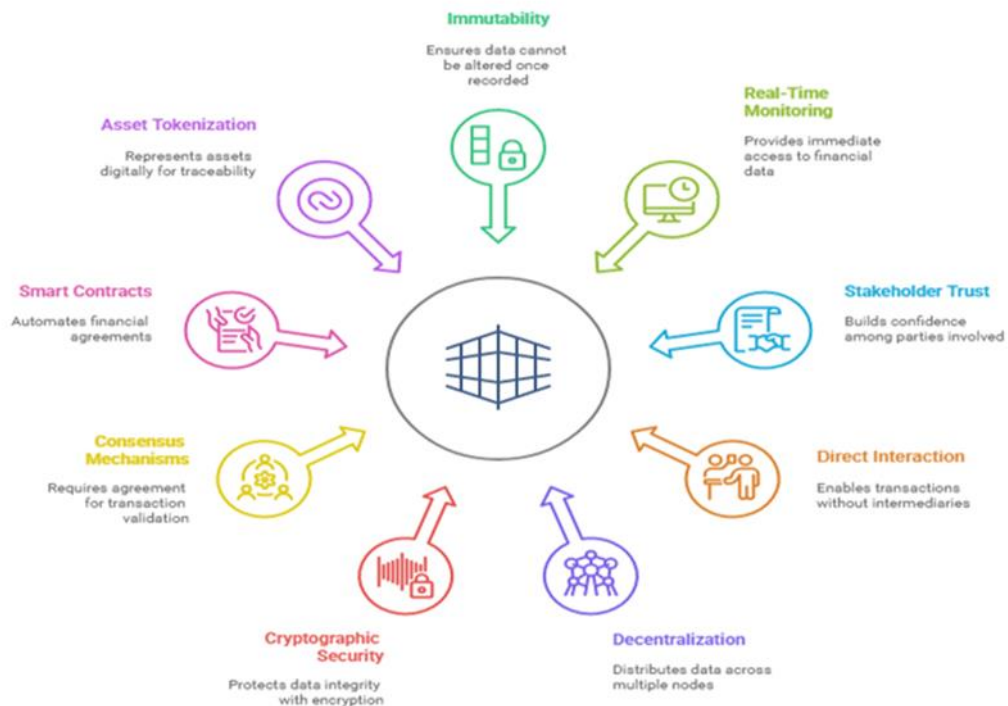 Immutability
Ensures data cannot
be altered once
recorded
Real-Time
Monitoring
Provides immediate
access to financial
data
Asset Tokenization
Represents assets
digitally for traceability
Smart Contracts
Automates financial
agreements
Stakeholder Trust
Builds confidence
among parties involved
Consensus
Mechanisms
Requires agreement
for transaction
validation
Direct Interaction
Enables transactions
without intermediaries
Cryptographic
Security
Protects data integrity
with encryption
Decentralization
Distributes data across
multiple nodes